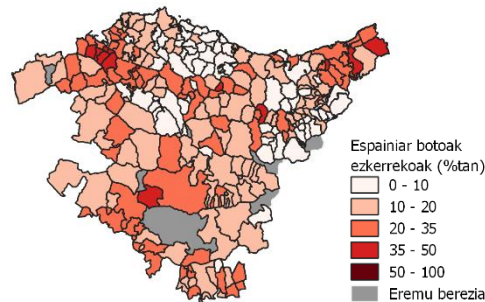 Espainiar botoak
ezkerrekoak (%tan)
0 - 10
10 - 20
20 - 35
35 - 50
50 - 100
Eremu berezia